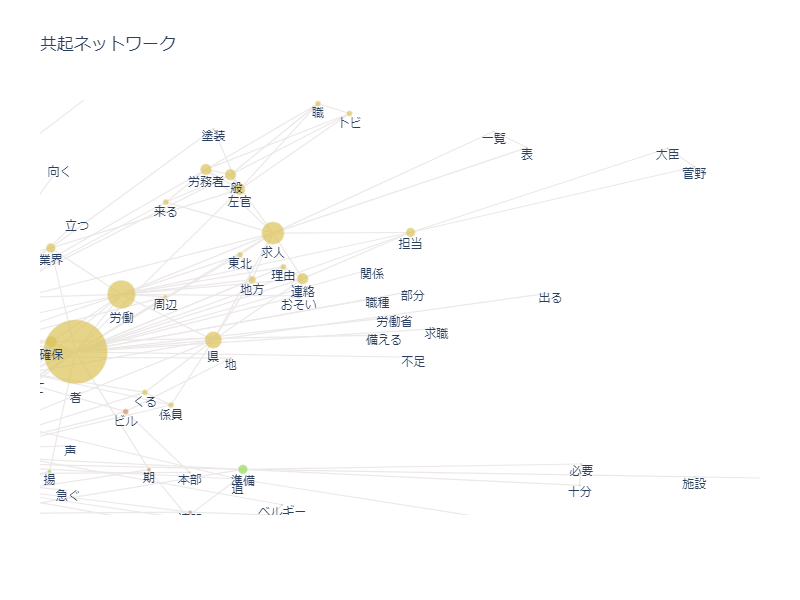 共起ネットワーク
職
トビ
塗装
一覧
表
大臣
向く
菅野
労務者
一般
左官
来る
立つ
担当
求人
業界
東北
理由
関係
地方
連絡
おそい
周辺
職種
部分
出る
労働
労働省
求職
備える
確保
県
地
不足
者
くる
係員
ビル
声
必要
揚
期
本部
準備
施設
急ぐ
十分
ベルギー